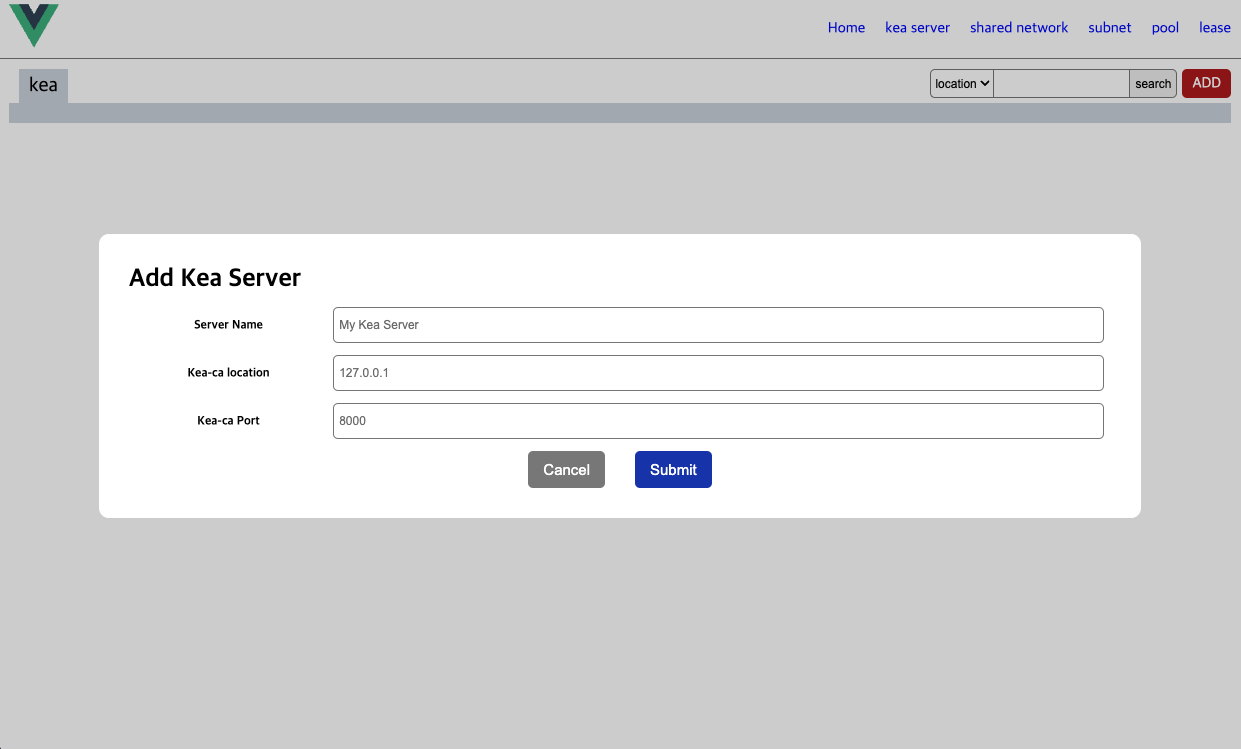 Home kea server shared network subnet pool lease
kea location search ADD
Add Kea Server
Server Name My Kea Server
Kea-ca location 127.0.0.1
Kea-ca Port 8000
Cancel Submit